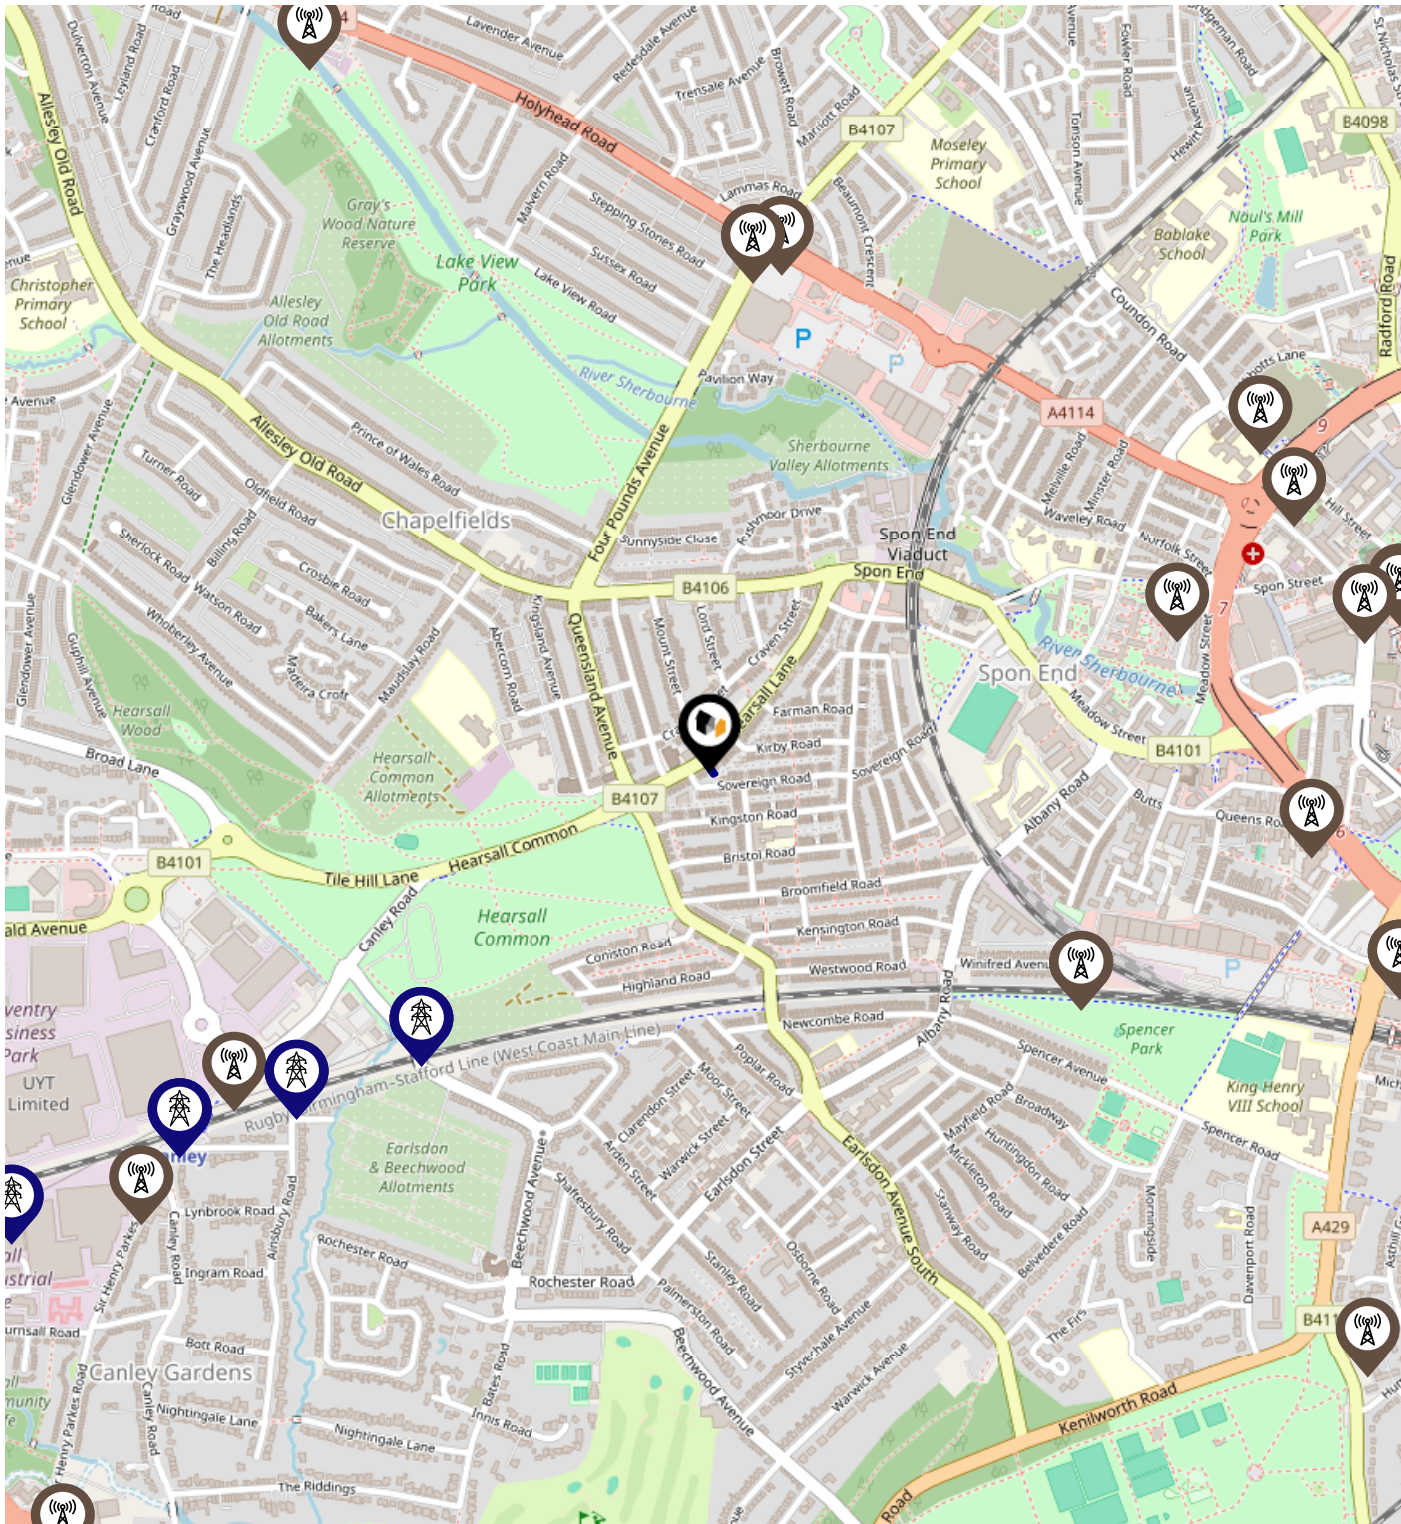 Lavender Avenue
Redesdale Avenue
Browett Road
Fowler Road
Dulverton Avenue
Leyland Road
Cranford Road
Allesley Old Road
Holyhead Road
Trensale Avenue
Marriott Road
B4107
Moseley
Primary
School
Tomson Avenue
Hewitt Avenue
B4098
Grayswood Avenue
The Headlands
Gray's
Wood Nature
Reserve
Malvern Road
Lammas Road
Stepping Stones Road
Beaumont Crescent
Sussex Road
Lake View Road
Lake View
Park
Bablake
School
Naul's Mill
Park
Radford Road
Coundon Road
Christopher
Primary
School
Allesley
Old Road
Allotments
P
P
River Sherbourne
Pavilion Way
A4114
9
Glendower Avenue
Allesley Old Road
Prince of Wales Road
Turner Road
Oldfield Road
Billing Road
Four Pounds Avenue
Sherbourne
Valley Allotments
Melville Road
Minster Road
Waveley Road
Norfolk Street
Hill Street
Chapelfields
Sunnyside Close
Spon End
Viaduct
Spon End
B4106
Spon Street
7
Meadow Street
Sherlock Road
Watson Road
Crosbie Road
Bakers Lane
Whoberley Avenue
Madeira Croft
Maudslay Road
Abercorn Road
Kingsland Avenue
Queensland Avenue
Mount Street
Lord Street
Craven Street
Hearsall Lane
Spon End
River Sherbourne
Meadow Street
B4101
Glendower Avenue
Guphill Avenue
Hearsall
Wood
Broad Lane
Hearsall
Common
Allotments
Farman Road
Kirby Road
Sovereign Road
Sovereign Road
Kingston Road
Bristol Road
Broomfield Road
Kensington Road
Westwood Road
Winifred Avenue
Albany Road
Butts
B4107
B4101
Hearsall Common
Tile Hill Lane
Canley Road
Hearsall
Common
Coniston Road
Highland Road
Albany Road
P
Newcombe Road
Spencer
Park
Spencer Avenue
King Henry
VIII School
Spencer Road
UYT
Limited
Earlsdon
& Beechwood
Allotments
Poplar Road
Moor Street
Clarendon Street
Warwick Street
Arden Street
Earlsdon Street
Mayfield Road
Broadway
Huntingdon Road
Mickleton Road
Stanway Road
Belvedere Road
Morningside
Davenport Road
A429
Earlsdon Avenue South
Beechwood Avenue
Shaftesbury Road
Lynbrook Road
Canley Road
Ainsbury Road
Rochester Road
Rochester Road
Ingram Road
Stanley Road
Osborne Road
Palmerston Road
Styvechale Avenue
Warwick Avenue
The Firs
Bott Road
Canley Gardens
Canley Road
Nightingale Lane
Nightingale Lane
Bates Road
Innis Road
Beechwood Avenue
Kenilworth Road
The Riddings
Road